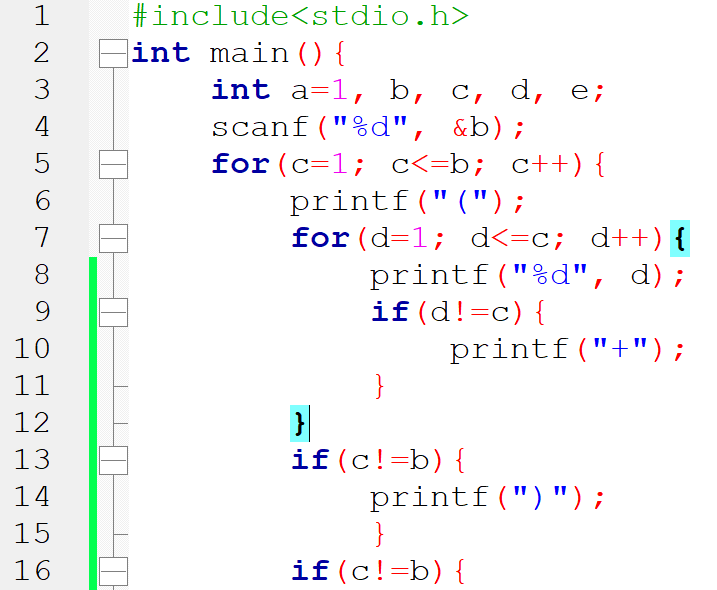 1 #include<stdio.h>
2 int main(){
3 int a=1, b, c, d, e;
4 scanf("%d", &b);
5 for(c=1; c<=b; c++){
6 printf("(");
7 for(d=1; d<=c; d++){
8 printf("%d", d);
9 if(d!=c){
10 printf("+");
11 }
12 }
13 if(c!=b){
14 printf(")");
15 }
16 if(c!=b){